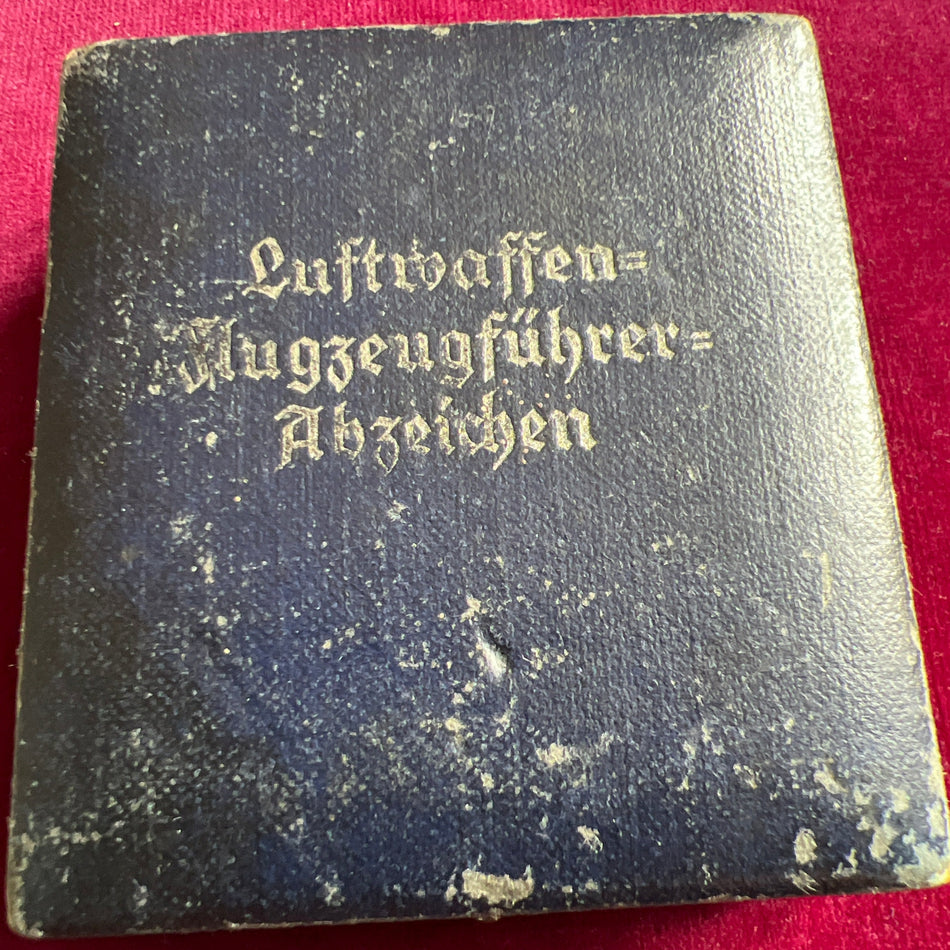 Luftwaffen=
Flugzeugführer=
Abzeichen